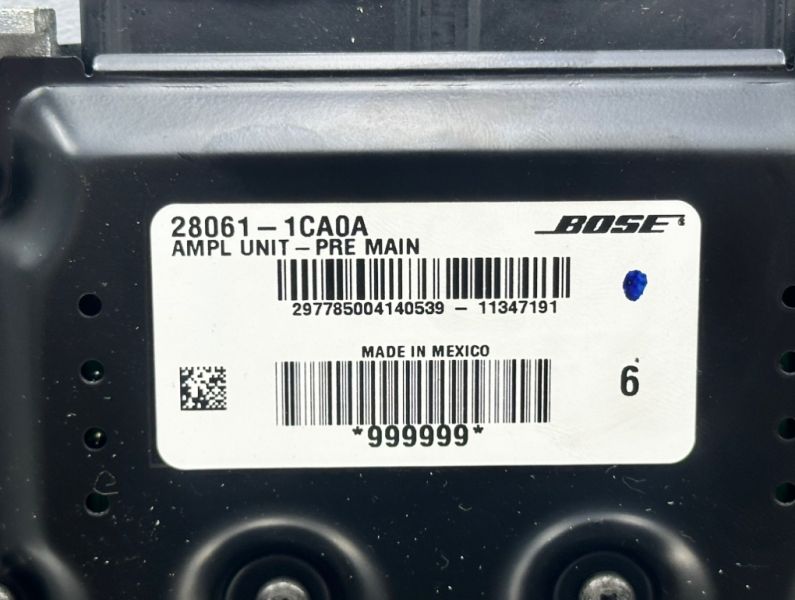 28061-1CA0A
BOSE
AMPL UNIT-PRE MAIN
297785004140539 - 11347191
MADE IN MEXICO
6
*999999*